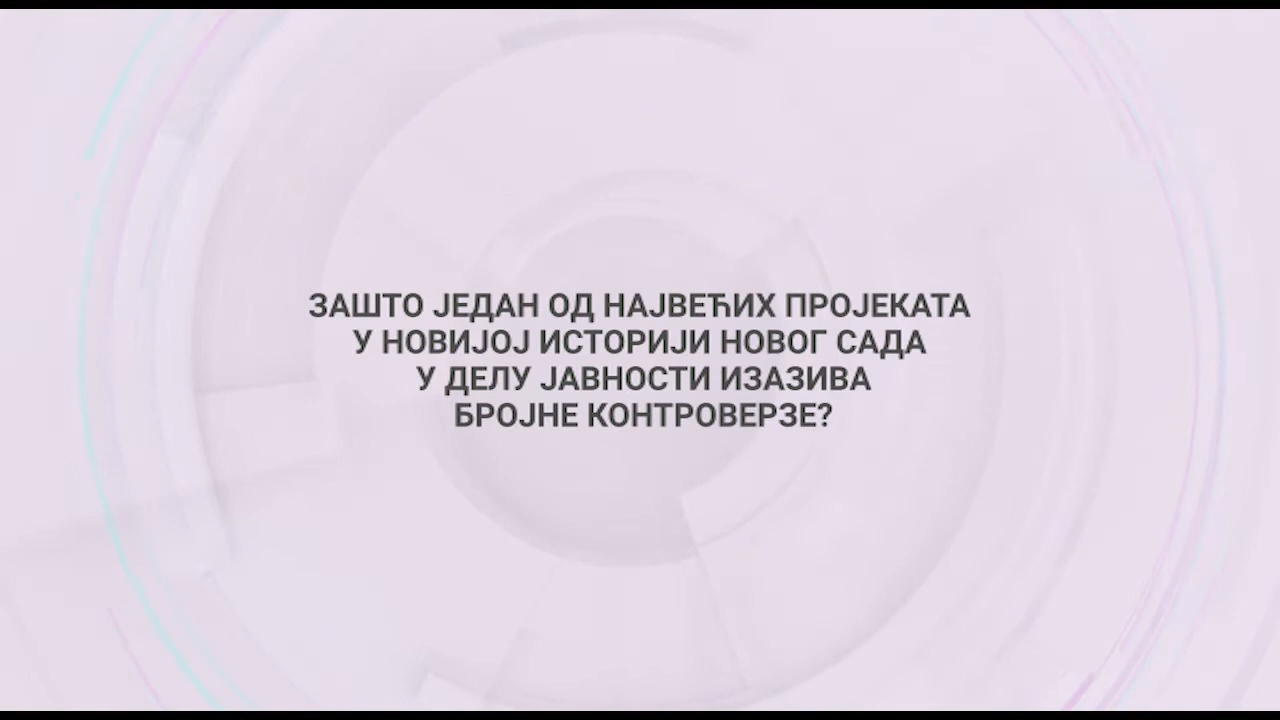 ЗАШТО ЈЕДАН ОД НАЈВЕЋИХ ПРОЈЕКАТА
У НОВИЈОЈ ИСТОРИЈИ НОВОГ САДА
У ДЕЛУ ЈАВНОСТИ ИЗАЗИВА
БРОЈНЕ КОНТРОВЕРЗЕ?